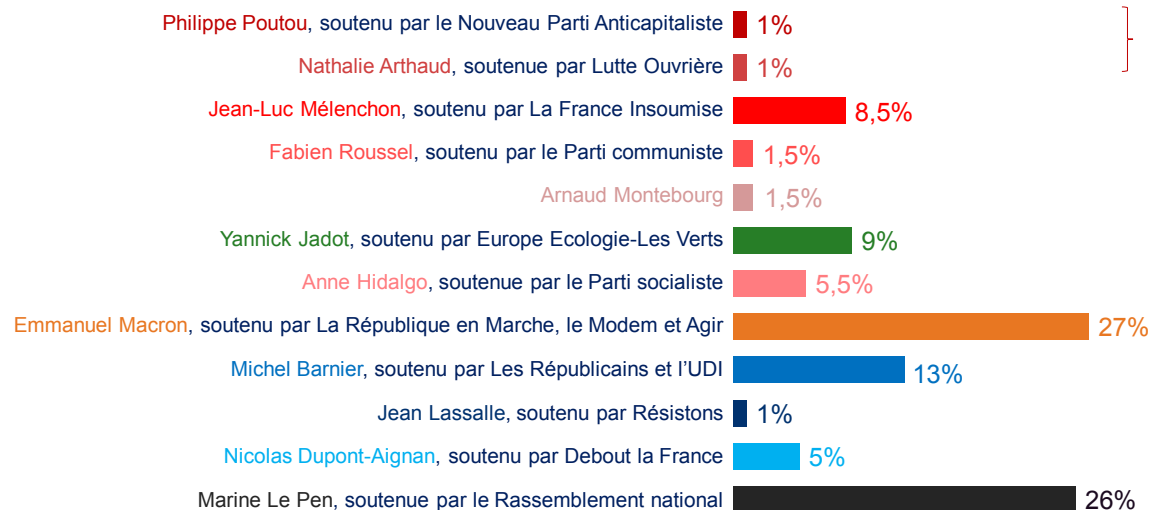 Philippe Poutou, soutenu par le Nouveau Parti Anticapitaliste 1%
Nathalie Arthaud, soutenue par Lutte Ouvrière 1%
Jean-Luc Mélenchon, soutenu par La France Insoumise 8,5%
Fabien Roussel, soutenu par le Parti communiste 1,5%
Arnaud Montebourg 1,5%
Yannick Jadot, soutenu par Europe Ecologie-Les Verts 9%
Anne Hidalgo, soutenue par le Parti socialiste 5,5%
Emmanuel Macron, soutenu par La République en Marche, le Modem et Agir 27%
Michel Barnier, soutenu par Les Républicains et l’UDI 13%
Jean Lassalle, soutenu par Résistons 1%
Nicolas Dupont-Aignan, soutenu par Debout la France 5%
Marine Le Pen, soutenue par le Rassemblement national 26%